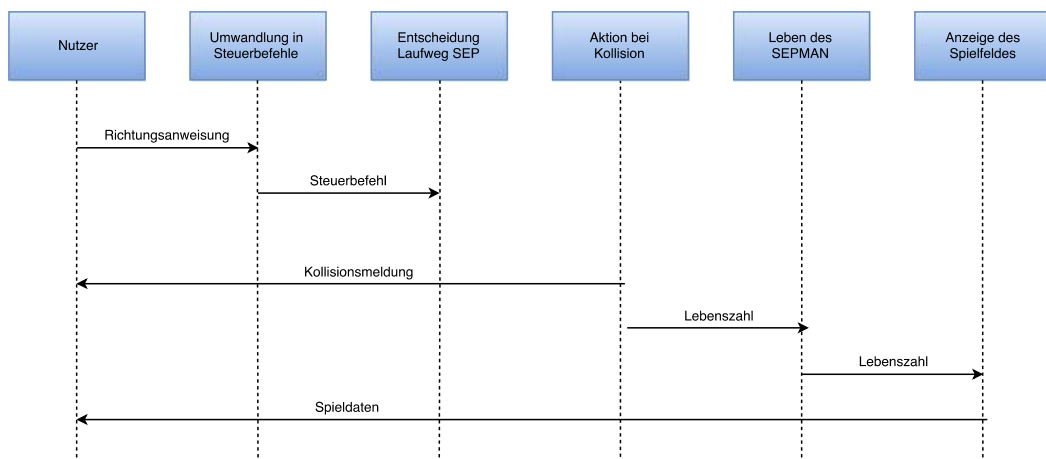 Nutzer
Umwandlung in
Steuerbefehle
Entscheidung
Laufweg SEP
Aktion bei
Kollision
Leben des
SEPMAN
Anzeige des
Spielfeldes
Richtungsanweisung
Steuerbefehl
Kollisionsmeldung
Lebenszahl
Lebenszahl
Spieldaten